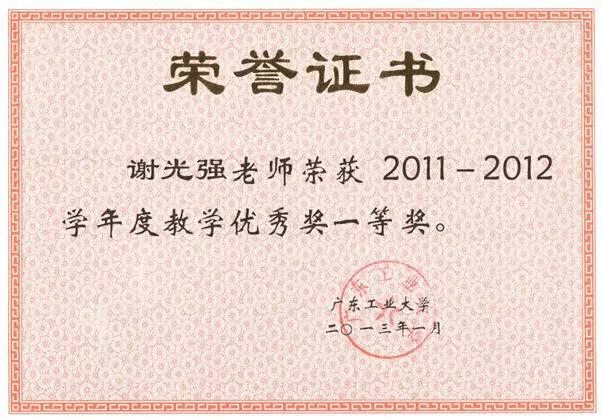 荣誉证书
谢光强老师荣获 2011－2012
学年度教学优秀奖一等奖。
广东工业大学
二〇一三年一月